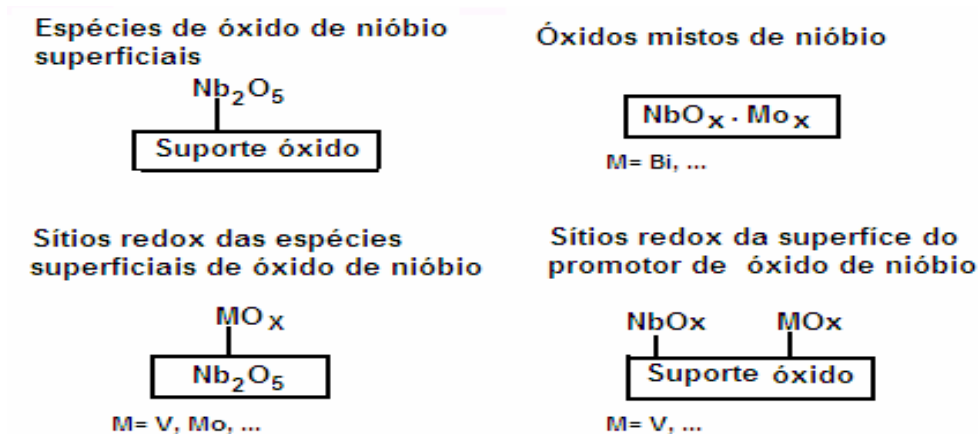 Espécies de óxido de nióbio
superficiais
Nb₂O₅
Suporte óxido
Óxidos mistos de nióbio
NbOₓ . Moₓ
M= Bi, ...
Sítios redox das espécies
superficiais de óxido de nióbio
MOₓ
Nb₂O₅
M= V, Mo, ...
Sítios redox da superfíce do
promotor de óxido de nióbio
NbOx MOx
Suporte óxido
M= V, ...